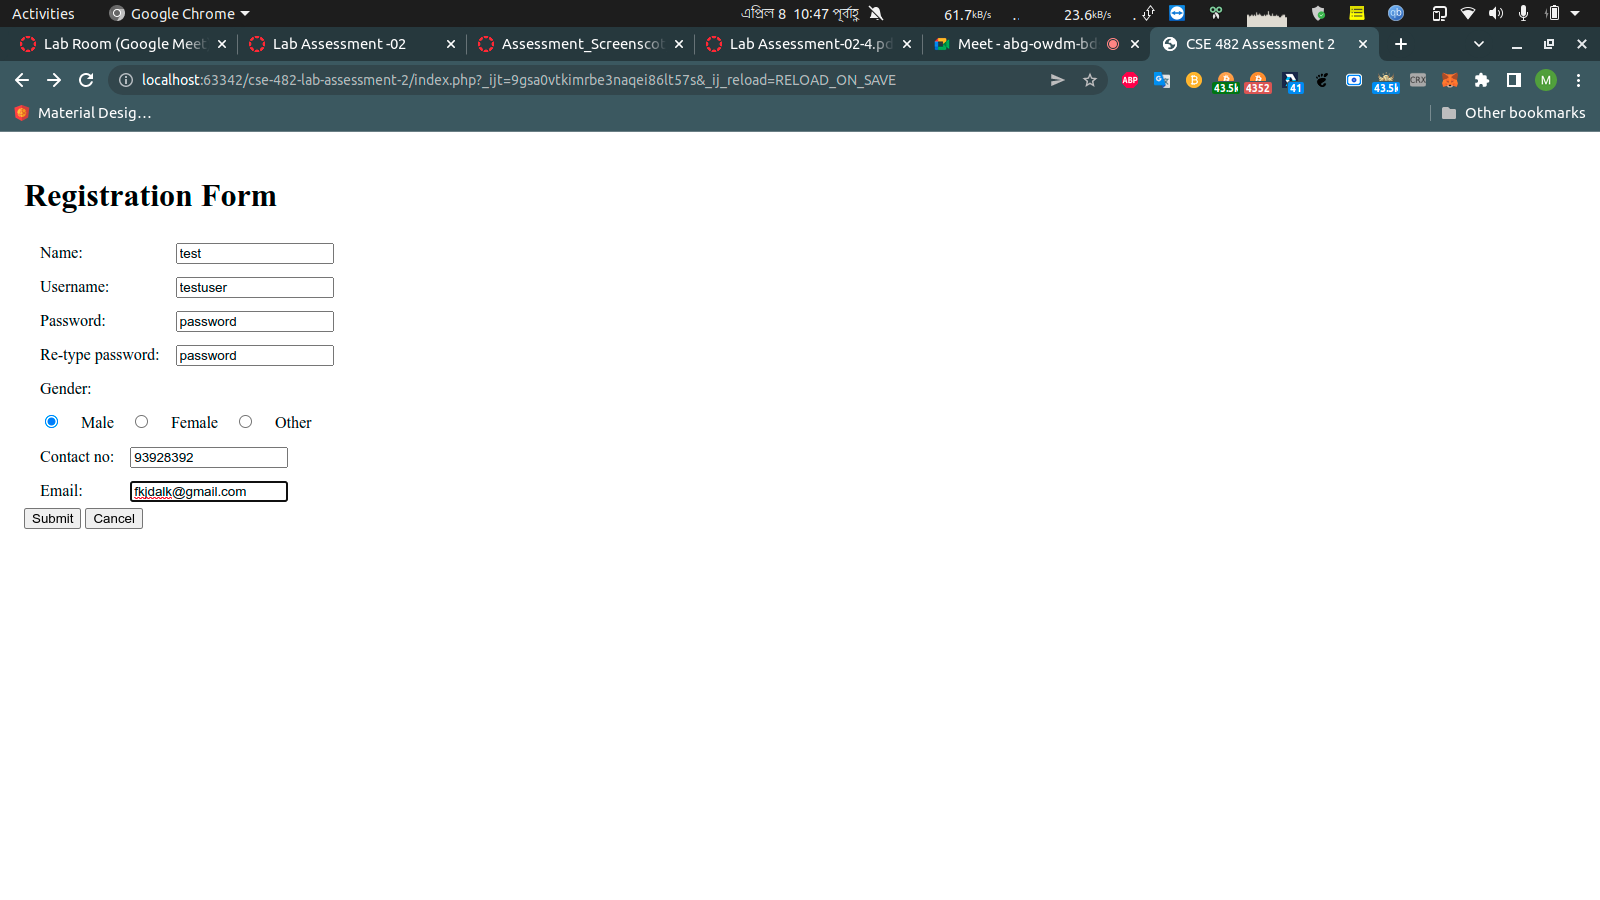 Activities
Google Chrome
এপ্রিল 8 10:47 পূর্বাহ্ণ
61.7kB/s
23.6kB/s
Lab Room (Google Meet
Lab Assessment -02
Assessment_Screenscot
Lab Assessment-02-4.pd
Meet - abg-owdm-bd
CSE 482 Assessment 2
localhost:63342/cse-482-lab-assessment-2/index.php?_ijt=9gsa0vtkimrbe3naqei86lt57s&_ij_reload=RELOAD_ON_SAVE
ABP
43.5k
4352
41
43.5k
CRX
M
Material Desig…
Other bookmarks
Registration Form
Name: test
Username: testuser
Password: password
Re-type password: password
Gender:
Male Female Other
Contact no: 93928392
Email: fkjdalk@gmail.com
Submit Cancel